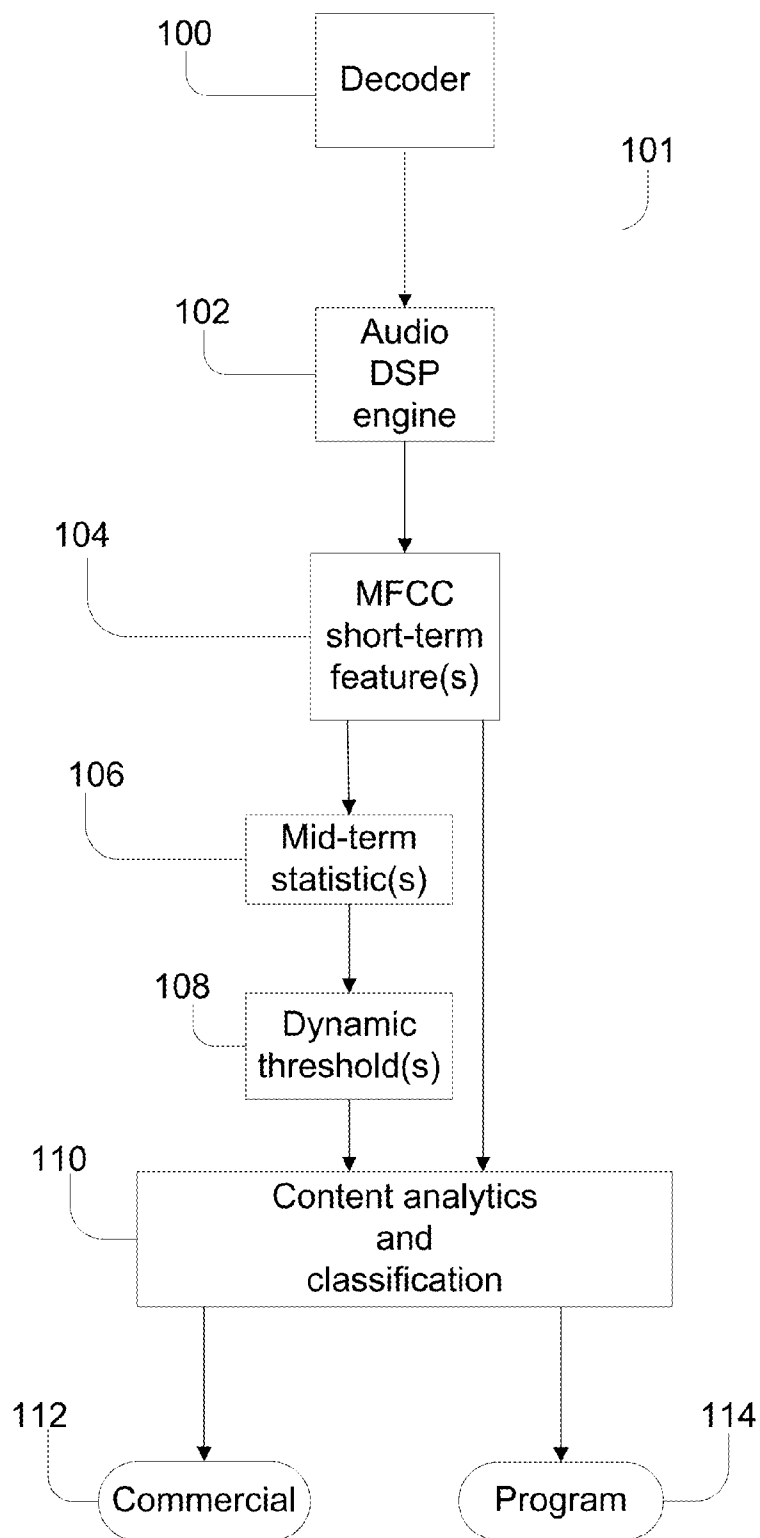 100
Decoder
101
102
Audio
DSP
engine
104
MFCC
short-term
feature(s)
106
Mid-term
statistic(s)
108
Dynamic
threshold(s)
110
Content analytics
and
classification
112
Commercial
114
Program